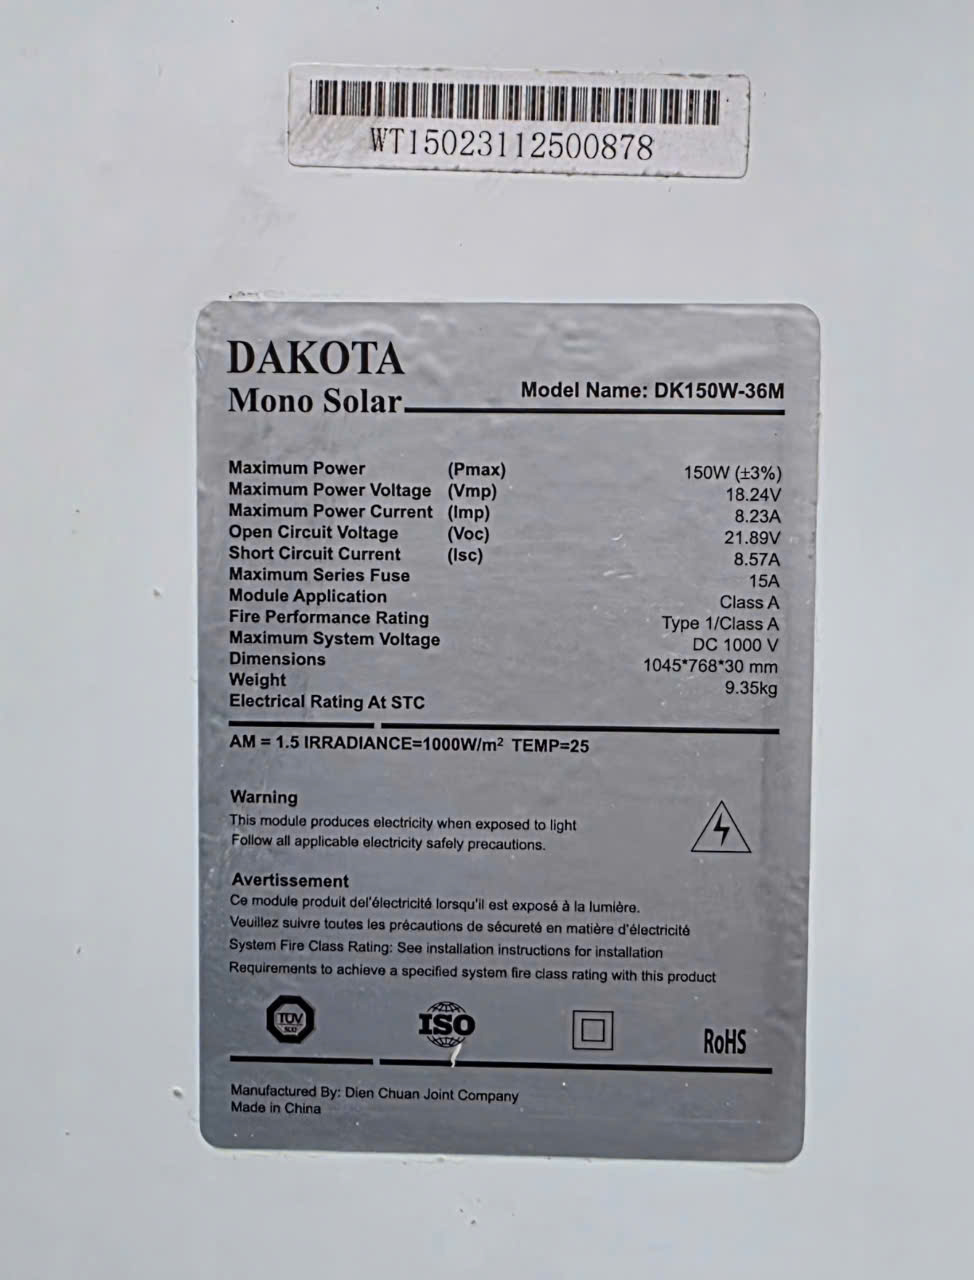 WT15023112500878
DAKOTA
Mono Solar
Model Name: DK150W-36M
Maximum Power (Pmax) 150W (±3%)
Maximum Power Voltage (Vmp) 18.24V
Maximum Power Current (Imp) 8.23A
Open Circuit Voltage (Voc) 21.89V
Short Circuit Current (Isc) 8.57A
Maximum Series Fuse 15A
Module Application Class A
Fire Performance Rating Type 1/Class A
Maximum System Voltage DC 1000 V
Dimensions 1045*768*30 mm
Weight 9.35kg
Electrical Rating At STC
AM = 1.5 IRRADIANCE=1000W/m² TEMP=25
Warning
This module produces electricity when exposed to light
Follow all applicable electricity safely precautions.
Avertissement
Ce module produit del'électricité lorsqu'il est exposé à la lumière.
Veuillez suivre toutes les précautions de sécureté en matière d'électricité
System Fire Class Rating: See installation instructions for installation
Requirements to achieve a specified system fire class rating with this product
TÜV
ISO
RoHS
Manufactured By: Dien Chuan Joint Company
Made in China